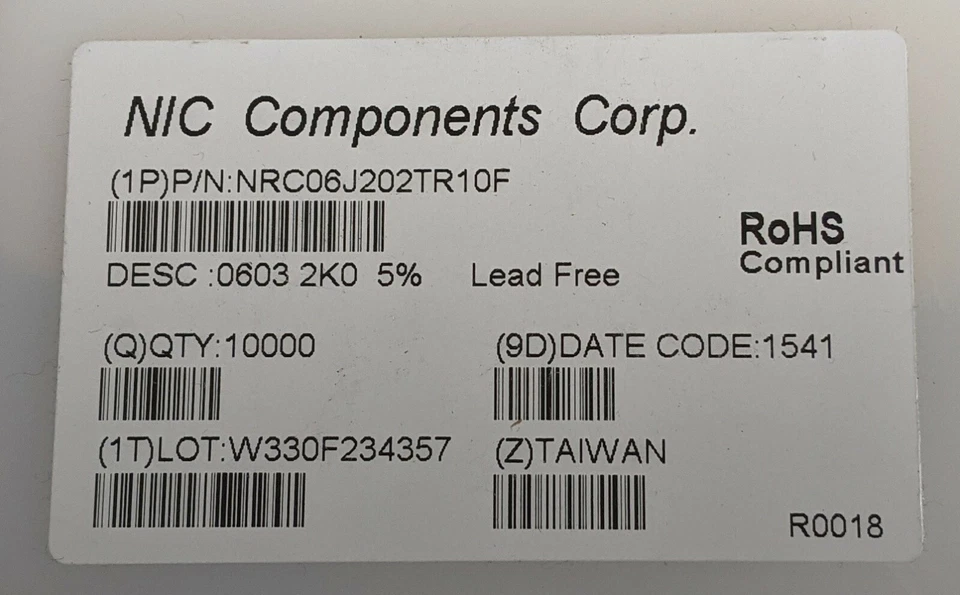 NIC Components Corp.
(1P)P/N:NRC06J202TR10F
RoHS
Compliant
DESC :0603 2K0 5% Lead Free
(Q)QTY:10000
(9D)DATE CODE:1541
(1T)LOT:W330F234357
(Z)TAIWAN
R0018